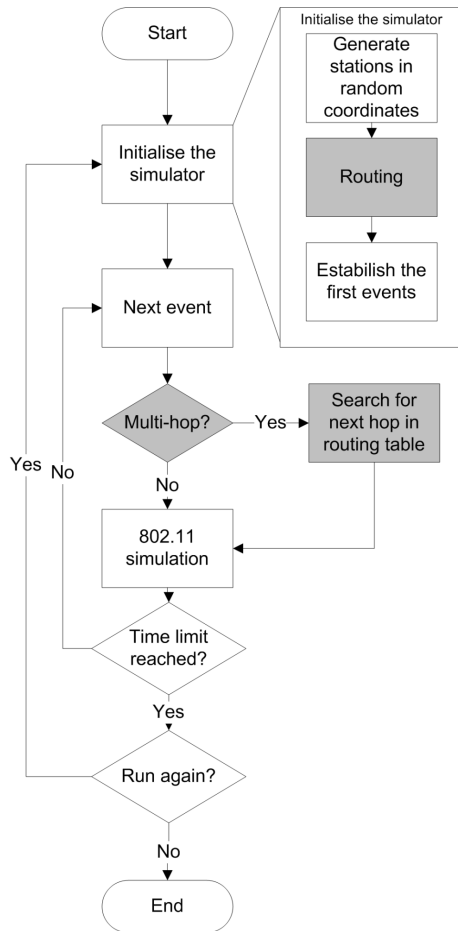 Start
Initialise the
simulator
Initialise the simulator
Generate
stations in
random
coordinates
Routing
Estabilish the
first events
Next event
Multi-hop?
Yes
Search for
next hop in
routing table
No
802.11
simulation
Time limit
reached?
No
Yes
Run again?
Yes
No
End